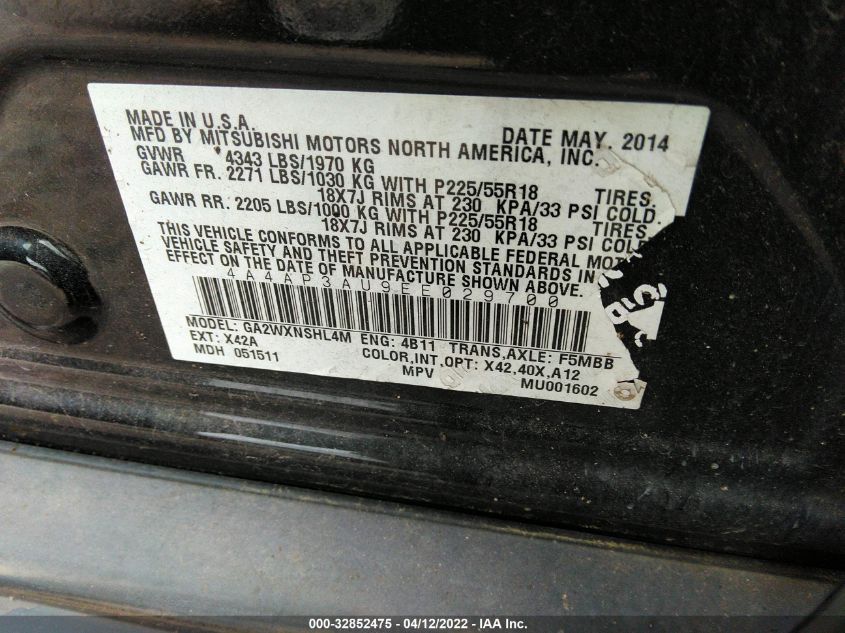 MADE IN U.S.A.
MFD BY MITSUBISHI MOTORS NORTH AMERICA, INC. DATE MAY. 2014
GVWR *4343 LBS/1970 KG
GAWR FR. 2271 LBS/1030 KG WITH P225/55R18 TIRES.
18X7J RIMS AT 230 KPA/33 PSI COLD.
GAWR RR. 2205 LBS/1000 KG WITH P225/55R18 TIRES.
18X7J RIMS AT 230 KPA/33 PSI COLD
THIS VEHICLE CONFORMS TO ALL APPLICABLE FEDERAL
VEHICLE SAFETY AND THEFT PREVENTION STANDARDS IN
EFFECT ON THE DATE OF MANUFACTURE SHOWN ABOVE.
4A4AP3AU9EE029700
MODEL: GA2WXNSHL4M ENG: 4B11 TRANS,AXLE: F5MBB
EXT: X42A COLOR,INT,OPT: X42,40X,A12
MDH 051511 MPV MU001602
000-32852475 - 04/12/2022 - IAA Inc.